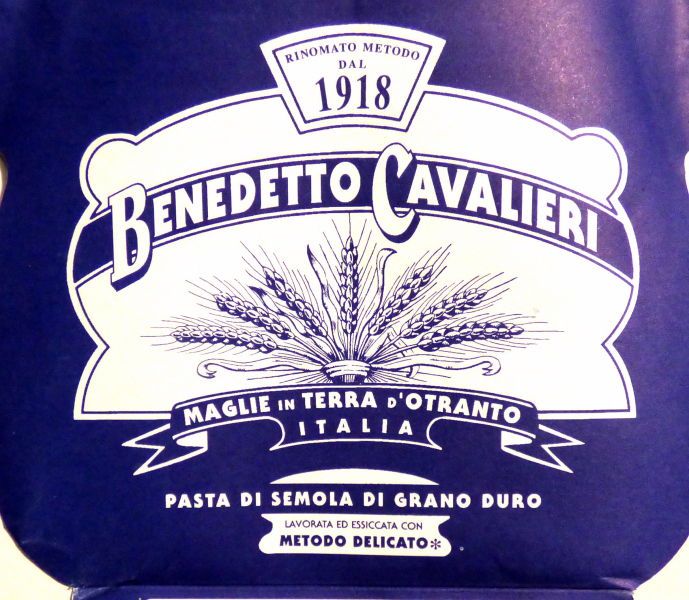 RINOMATO METODO
DAL
1918
BENEDETTO CAVALIERI
MAGLIE IN TERRA D'OTRANTO
ITALIA
PASTA DI SEMOLA DI GRANO DURO
LAVORATA ED ESSICCATA CON
METODO DELICATO*